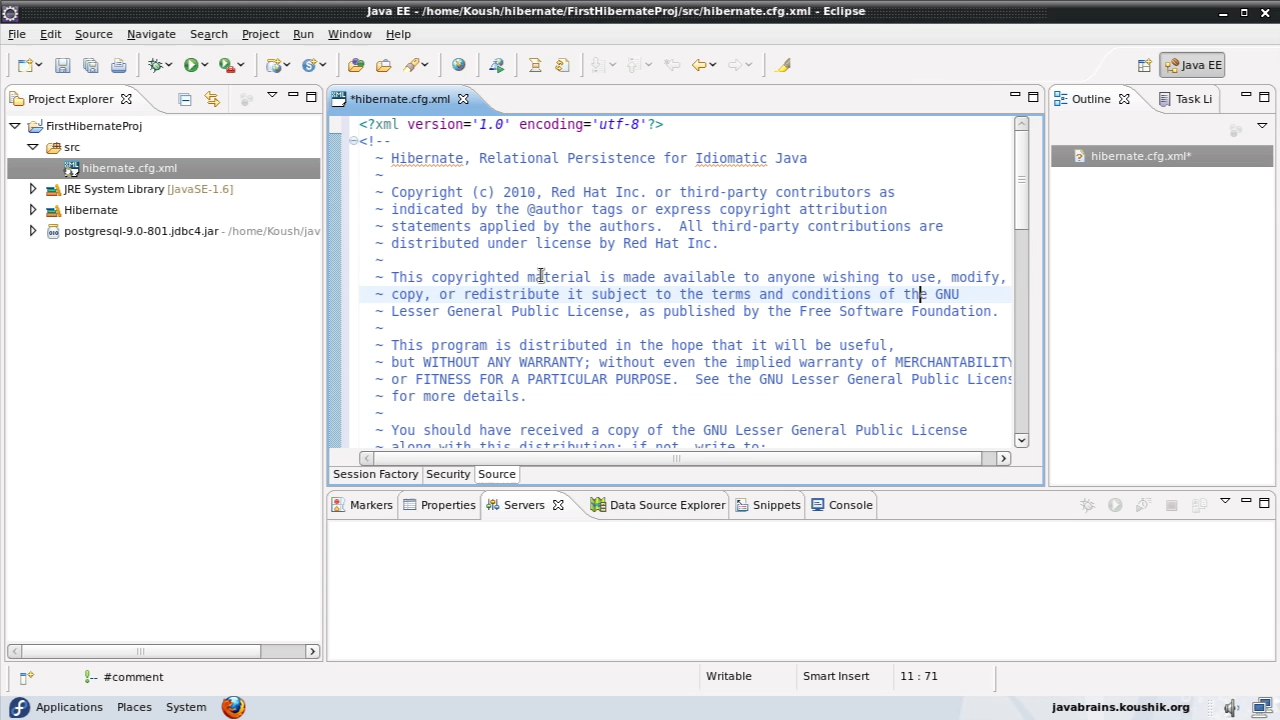 Java EE - /home/Koush/hibernate/FirstHibernateProj/src/hibernate.cfg.xml - Eclipse
File Edit Source Navigate Search Project Run Window Help
Java EE
Project Explorer
*hibernate.cfg.xml
Outline
Task Li
FirstHibernateProj
src
hibernate.cfg.xml
JRE System Library [JavaSE-1.6]
Hibernate
postgresql-9.0-801.jdbc4.jar - /home/Koush/jav
<?xml version='1.0' encoding='utf-8'?>
<!--
~ Hibernate, Relational Persistence for Idiomatic Java
~
~ Copyright (c) 2010, Red Hat Inc. or third-party contributors as
~ indicated by the @author tags or express copyright attribution
~ statements applied by the authors.  All third-party contributions are
~ distributed under license by Red Hat Inc.
~
~ This copyrighted material is made available to anyone wishing to use, modify,
~ copy, or redistribute it subject to the terms and conditions of the GNU
~ Lesser General Public License, as published by the Free Software Foundation.
~
~ This program is distributed in the hope that it will be useful,
~ but WITHOUT ANY WARRANTY; without even the implied warranty of MERCHANTABILITY
~ or FITNESS FOR A PARTICULAR PURPOSE.  See the GNU Lesser General Public Licens
~ for more details.
~
~ You should have received a copy of the GNU Lesser General Public License
~ along with this distribution; if not, write to:
hibernate.cfg.xml*
Session Factory Security Source
Markers Properties Servers Data Source Explorer Snippets Console
#comment
Writable
Smart Insert
11 : 71
Applications Places System
javabrains.koushik.org